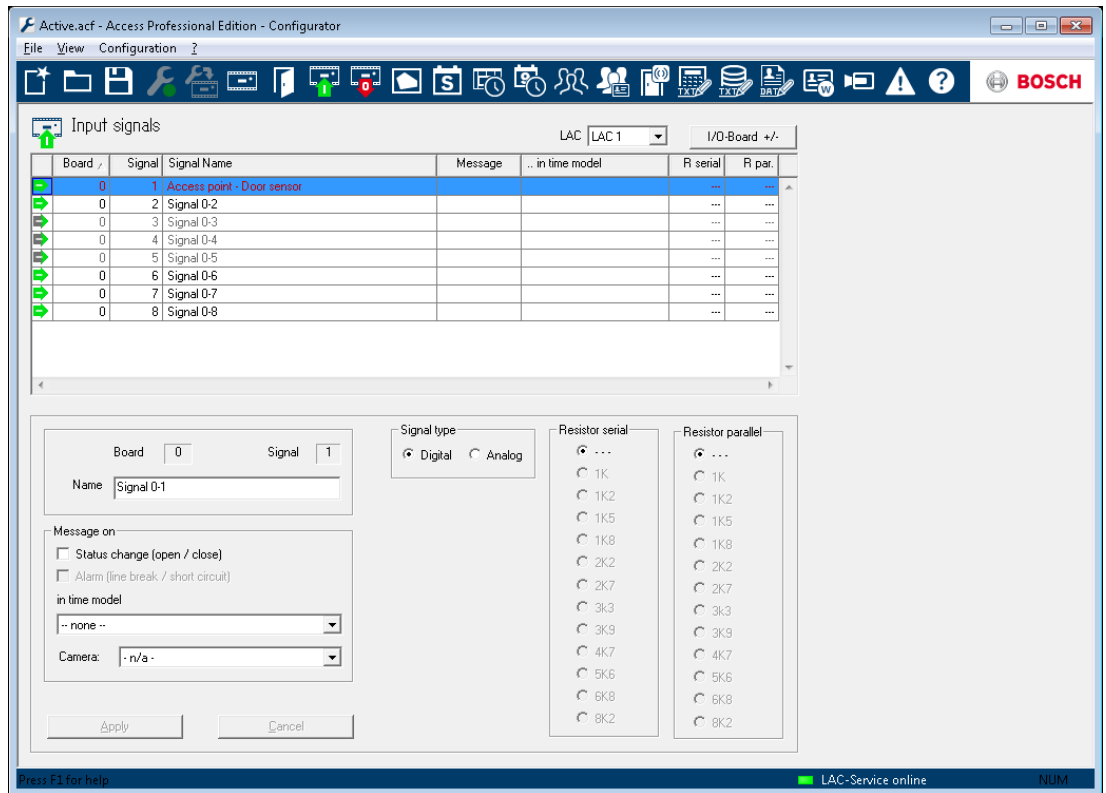 Active.acf - Access Professional Edition - Configurator
File View Configuration ?
S TXT TXT DATA W ? BOSCH
Input signals
LAC LAC 1 I/O-Board +/-
Board / Signal Signal Name Message .. in time model R serial R par.
0 1 Access point - Door sensor --- ---
0 2 Signal 0-2 --- ---
0 3 Signal 0-3 --- ---
0 4 Signal 0-4 --- ---
0 5 Signal 0-5 --- ---
0 6 Signal 0-6 --- ---
0 7 Signal 0-7 --- ---
0 8 Signal 0-8 --- ---
Board 0 Signal 1
Name Signal 0-1
Message on
Status change (open / close)
Alarm (line break / short circuit)
in time model
-- none --
Camera: - n/a -
Apply Cancel
Signal type
Digital Analog
Resistor serial
- - -
1K
1K2
1K5
1K8
2K2
2K7
3k3
3K9
4K7
5K6
6K8
8K2
Resistor parallel
- - -
1K
1K2
1K5
1K8
2K2
2K7
3k3
3K9
4K7
5K6
6K8
8K2
Press F1 for help LAC-Service online NUM